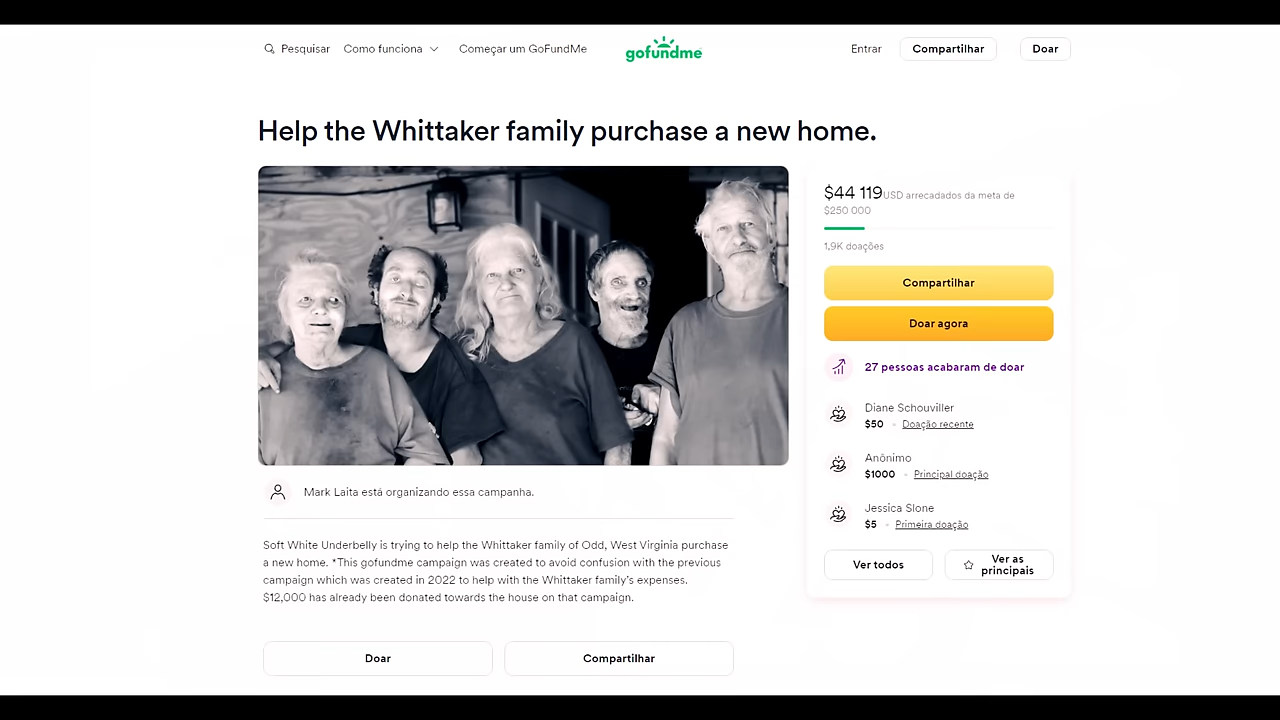 Pesquisar Como funciona Começar um GoFundMe gofundme Entrar Compartilhar Doar
Help the Whittaker family purchase a new home.
$44 119 USD arrecadados da meta de
$250 000
1,9K doações
Compartilhar
Doar agora
27 pessoas acabaram de doar
Diane Schouviller
$50 • Doação recente
Anônimo
$1000 • Principal doação
Jessica Slone
$5 • Primeira doação
Ver todos
Ver as
principais
Mark Laita está organizando essa campanha.
Soft White Underbelly is trying to help the Whittaker family of Odd, West Virginia purchase
a new home. *This gofundme campaign was created to avoid confusion with the previous
campaign which was created in 2022 to help with the Whittaker family's expenses.
$12,000 has already been donated towards the house on that campaign.
Doar Compartilhar